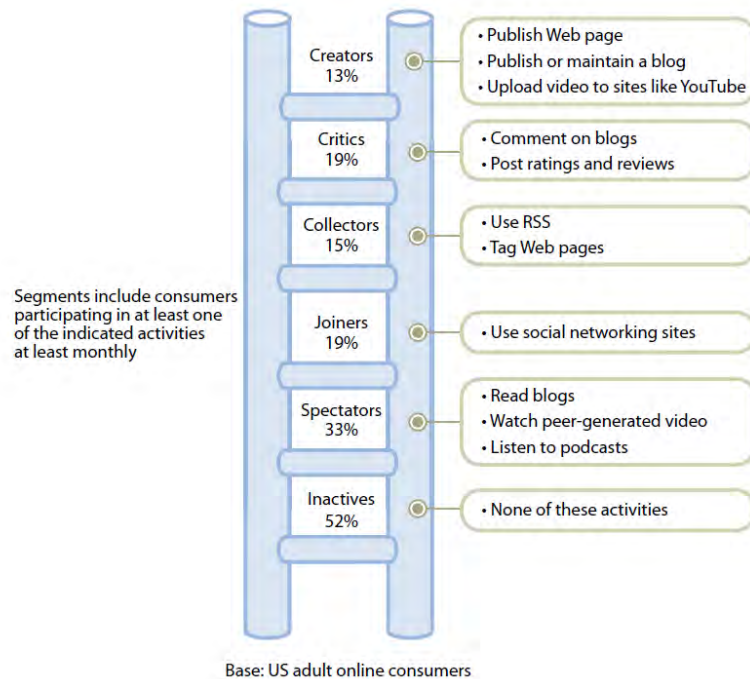 Creators
13%
• Publish Web page
• Publish or maintain a blog
• Upload video to sites like YouTube
Critics
19%
• Comment on blogs
• Post ratings and reviews
Collectors
15%
• Use RSS
• Tag Web pages
Segments include consumers
participating in at least one
of the indicated activities
at least monthly
Joiners
19%
• Use social networking sites
Spectators
33%
• Read blogs
• Watch peer-generated video
• Listen to podcasts
Inactives
52%
• None of these activities
Base: US adult online consumers